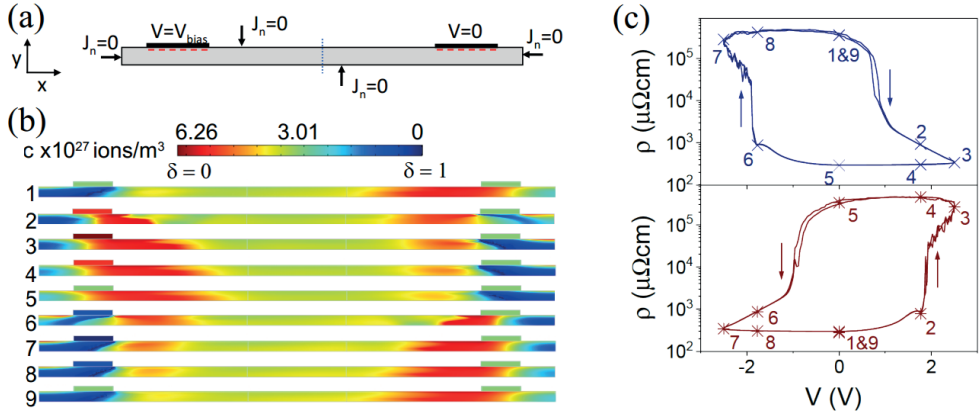 (a)
V=V_bias
J_n=0
V=0
J_n=0
J_n=0
J_n=0
y
x
(b)
c x10^27 ions/m^3
6.26
3.01
0
δ = 0
δ = 1
1
2
3
4
5
6
7
8
9
(c)
ρ (μΩcm)
10^5
10^4
10^3
10^2
7
8
1&9
2
3
6
5
4
ρ (μΩcm)
10^5
10^4
10^3
10^2
5
4
3
6
2
7
8
1&9
-2
0
2
V (V)